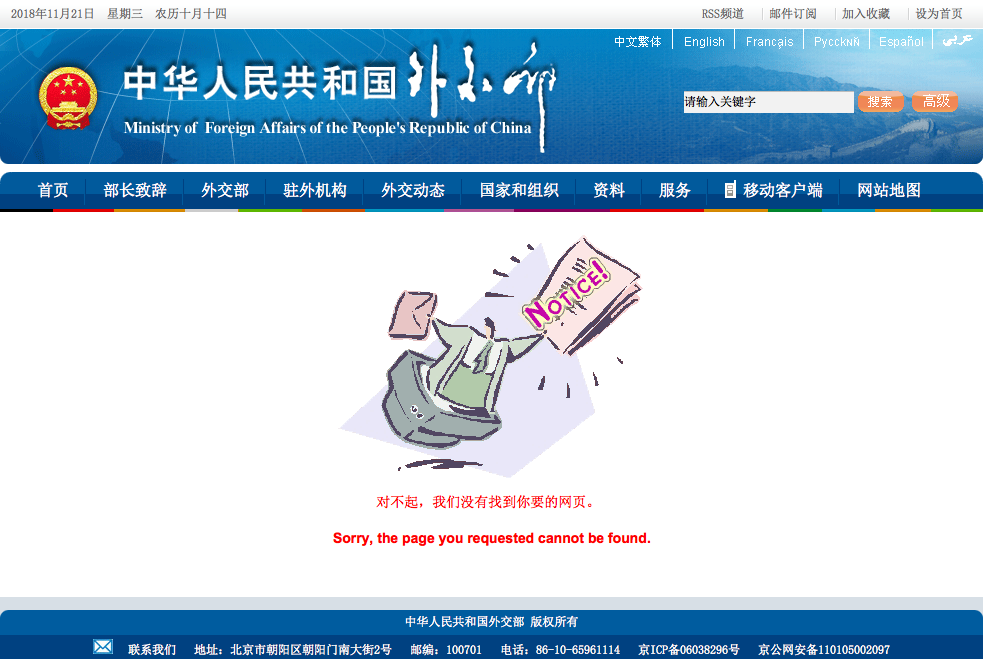 2018年11月21日 星期三 农历十月十四 RSS频道 邮件订阅 加入收藏 设为首页
中文繁体 English Français Русский Español عربي
中华人民共和国外交部
请输入关键字 搜索 高级
Ministry of Foreign Affairs of the People's Republic of China
首页 部长致辞 外交部 驻外机构 外交动态 国家和组织 资料 服务 移动客户端 网站地图
NOTICE!
对不起，我们没有找到你要的网页。
Sorry, the page you requested cannot be found.
中华人民共和国外交部 版权所有
联系我们 地址：北京市朝阳区朝阳门南大街2号 邮编：100701 电话：86-10-65961114 京ICP备06038296号 京公网安备110105002097